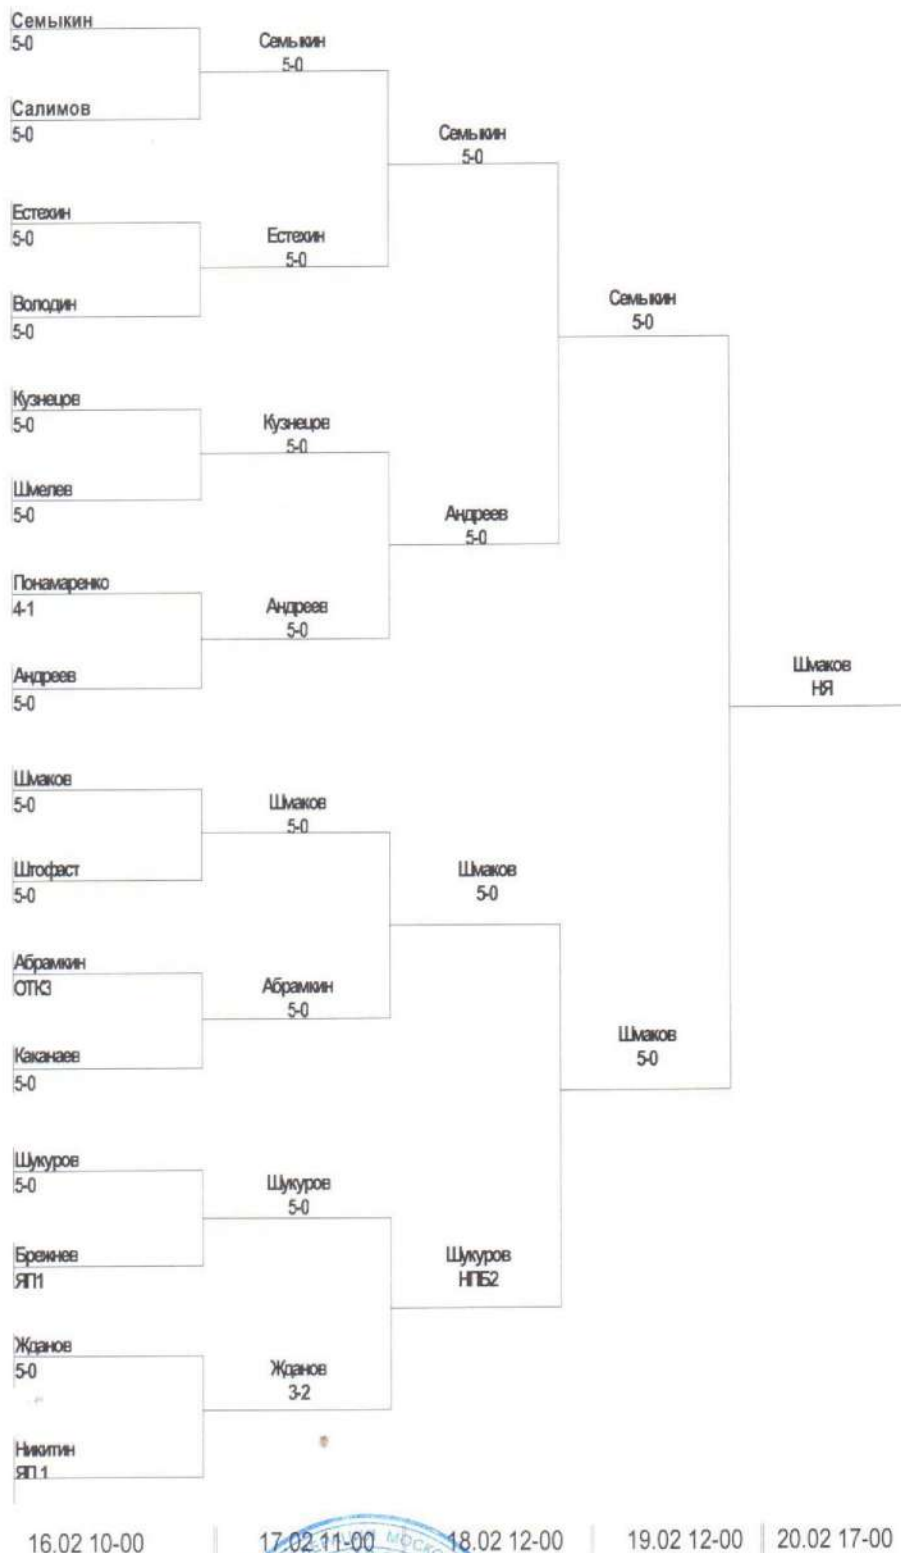 Семыкин
5-0
Салимов
5-0
Естехин
5-0
Володин
5-0
Кузнецов
5-0
Шмелев
5-0
Понамаренко
4-1
Андреев
5-0
Шмаков
5-0
Штофаст
5-0
Абрамкин
ОТК3
Каканаев
5-0
Шукуров
5-0
Брежнев
ЯП1
Жданов
5-0
Никитин
ЯП.1
Семыкин
5-0
Естехин
5-0
Кузнецов
5-0
Андреев
5-0
Шмаков
5-0
Абрамкин
5-0
Шукуров
5-0
Жданов
3-2
Семыкин
5-0
Андреев
5-0
Шмаков
5-0
Шукуров
НПБ2
Семыкин
5-0
Шмаков
5-0
Шмаков
НЯ
16.02 10-00 17.02 11-00 18.02 12-00 19.02 12-00 20.02 17-00